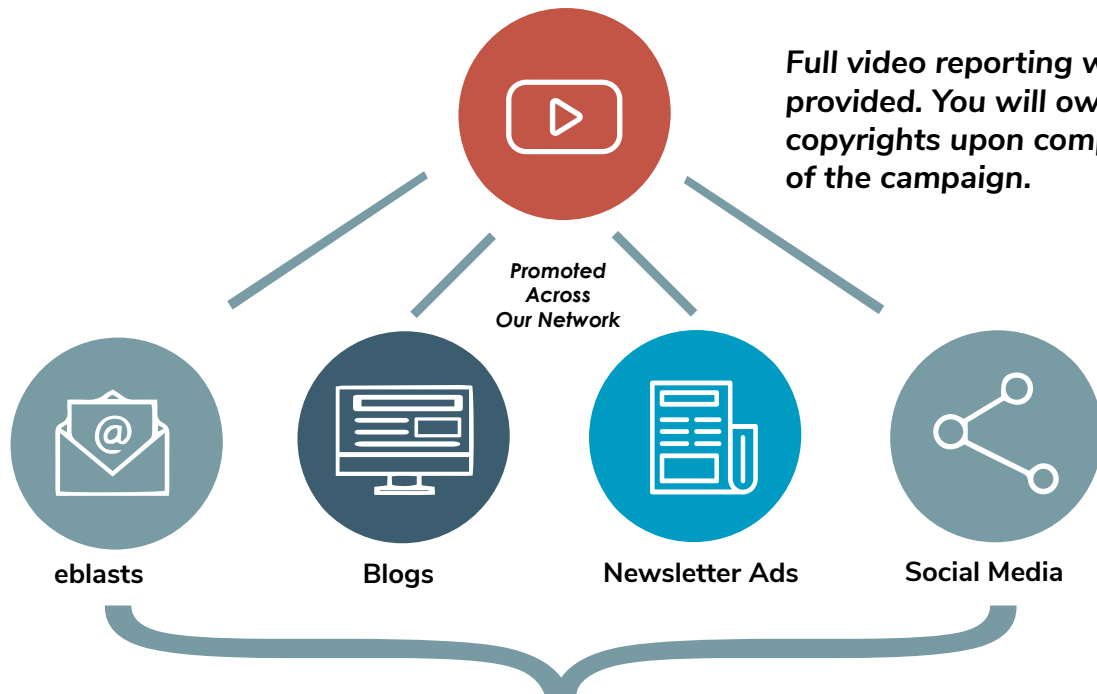 Full video reporting w
provided. You will ow
copyrights upon comp
of the campaign.
Promoted
Across
Our Network
@
eblasts
Blogs
Newsletter Ads
Social Media